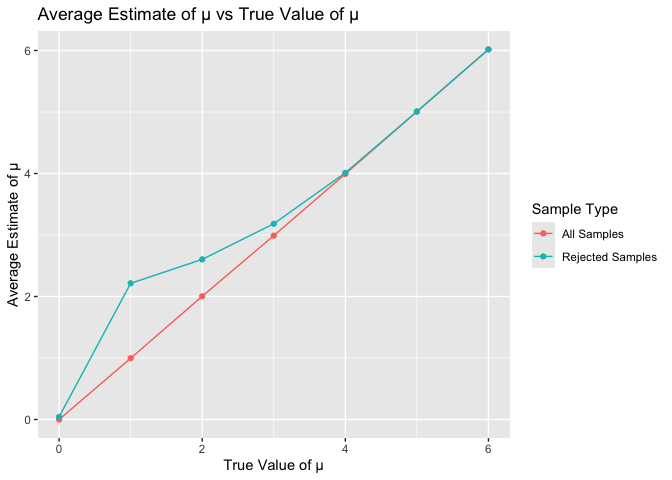 Average Estimate of μ vs True Value of μ
Average Estimate of μ
6
4
2
0
0 2 4 6
True Value of μ
Sample Type
All Samples
Rejected Samples